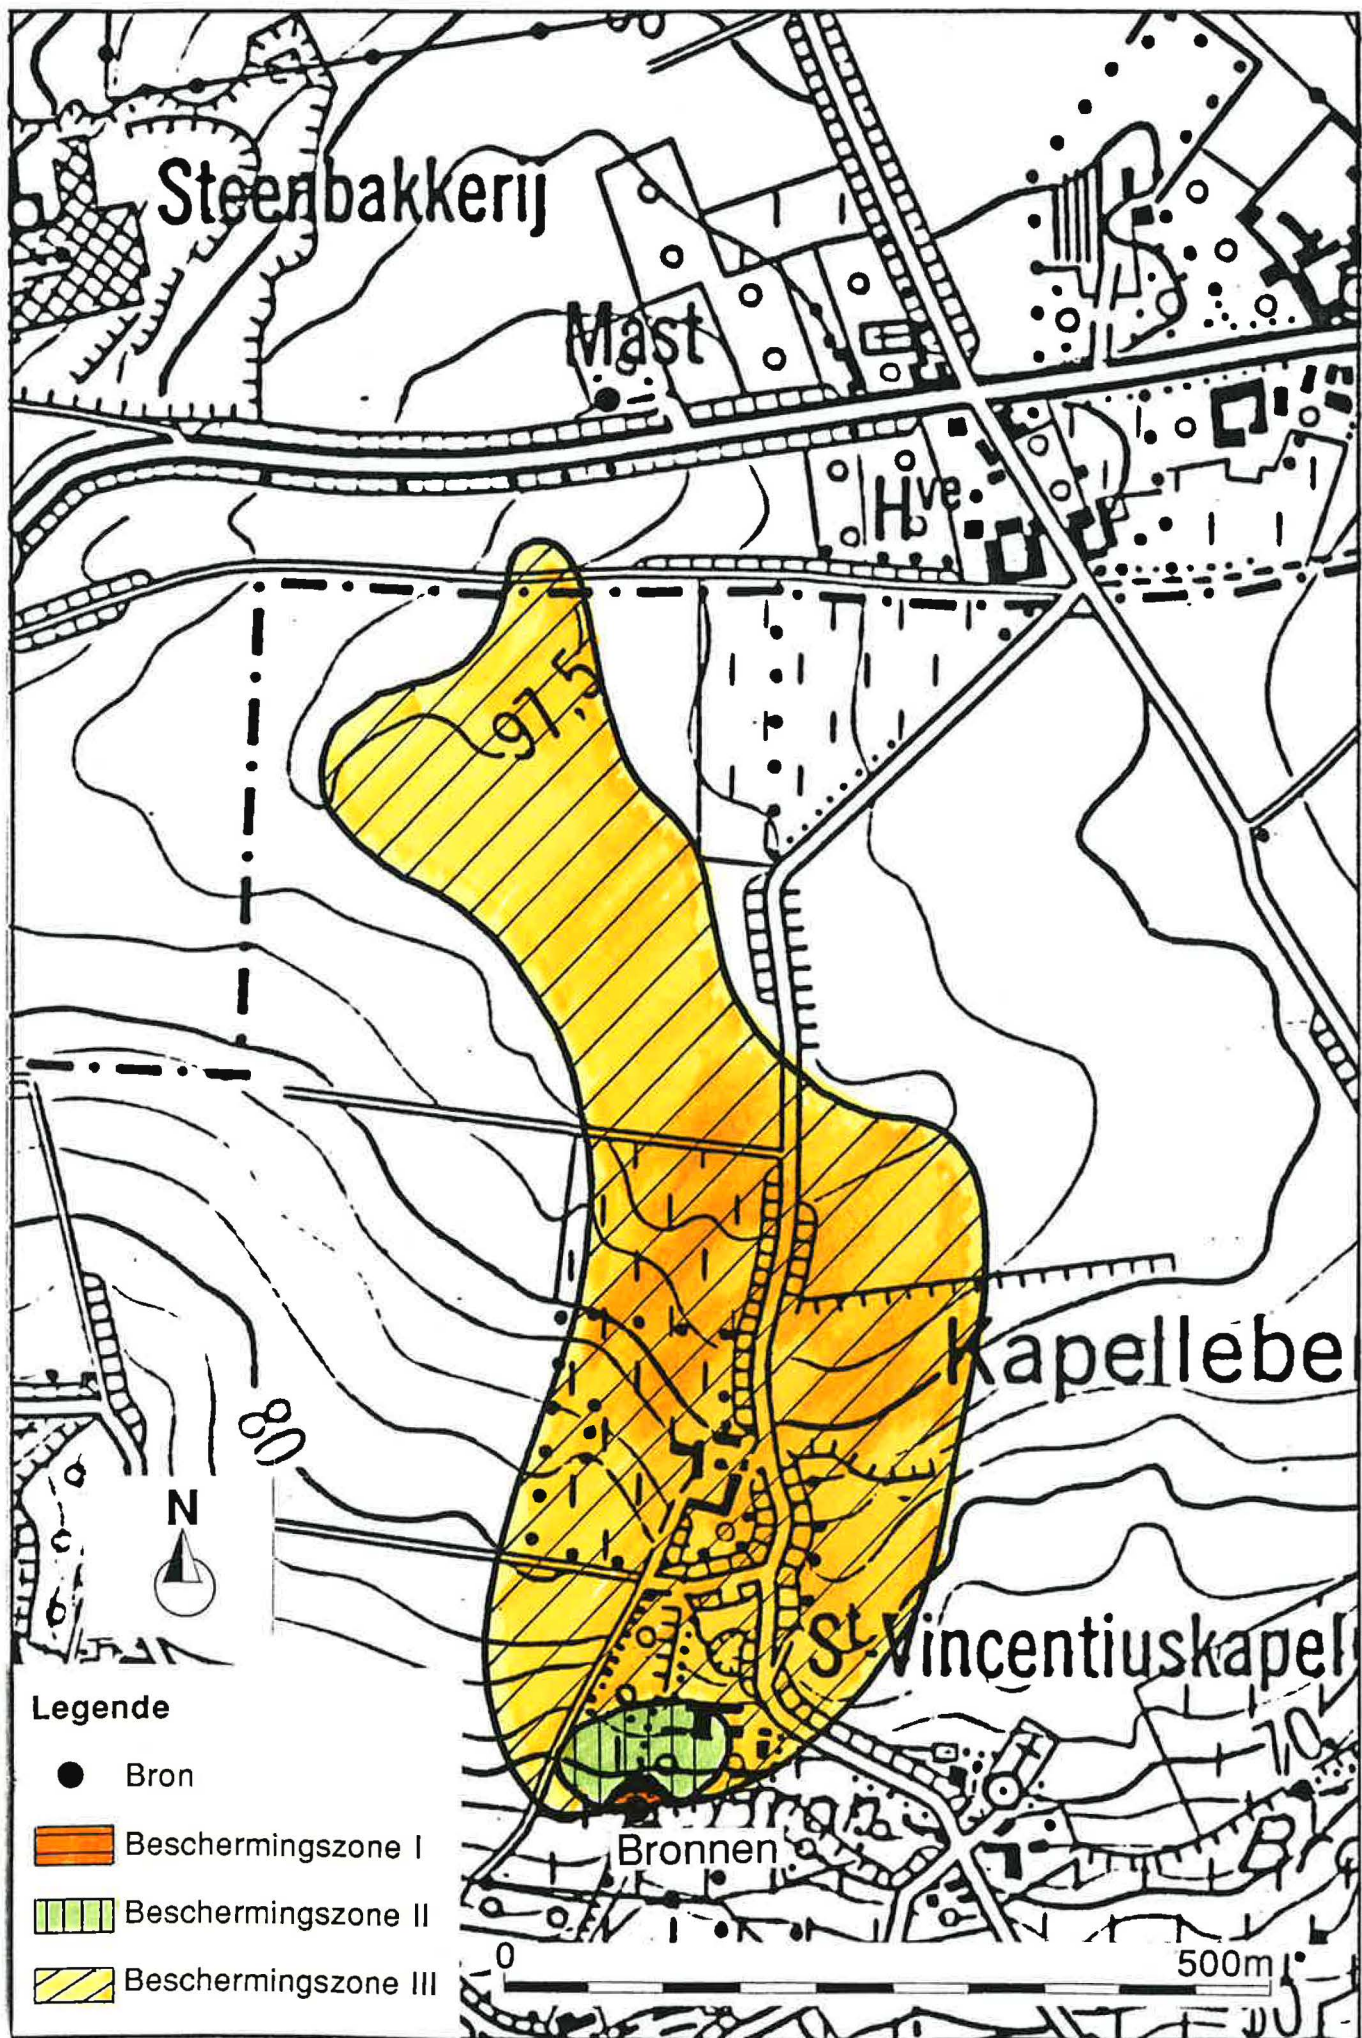 Steenbakkerij
Mast
Hve
97,5
Kapellebe
80
N
St Vincentiuskapel
70
Legende
Bron
Beschermingszone I
Beschermingszone II
Beschermingszone III
Bronnen
0
500m